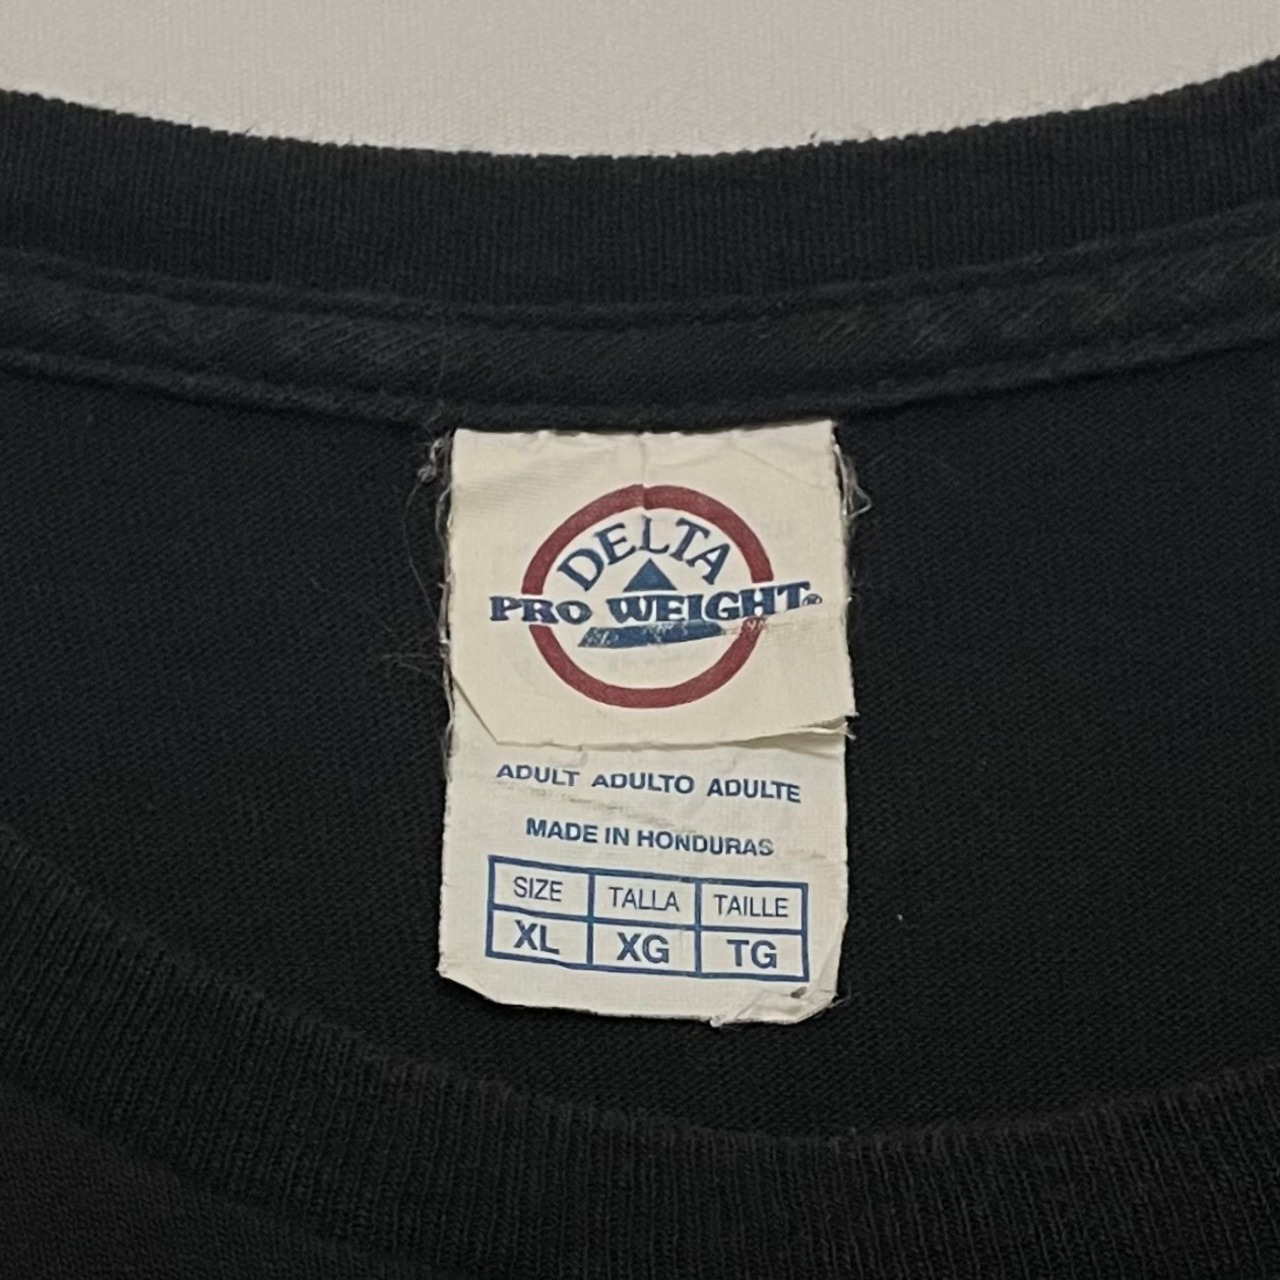 DELTA
PRO WEIGHT®
ADULT ADULTO ADULTE
MADE IN HONDURAS
SIZE TALLA TAILLE
XL XG TG